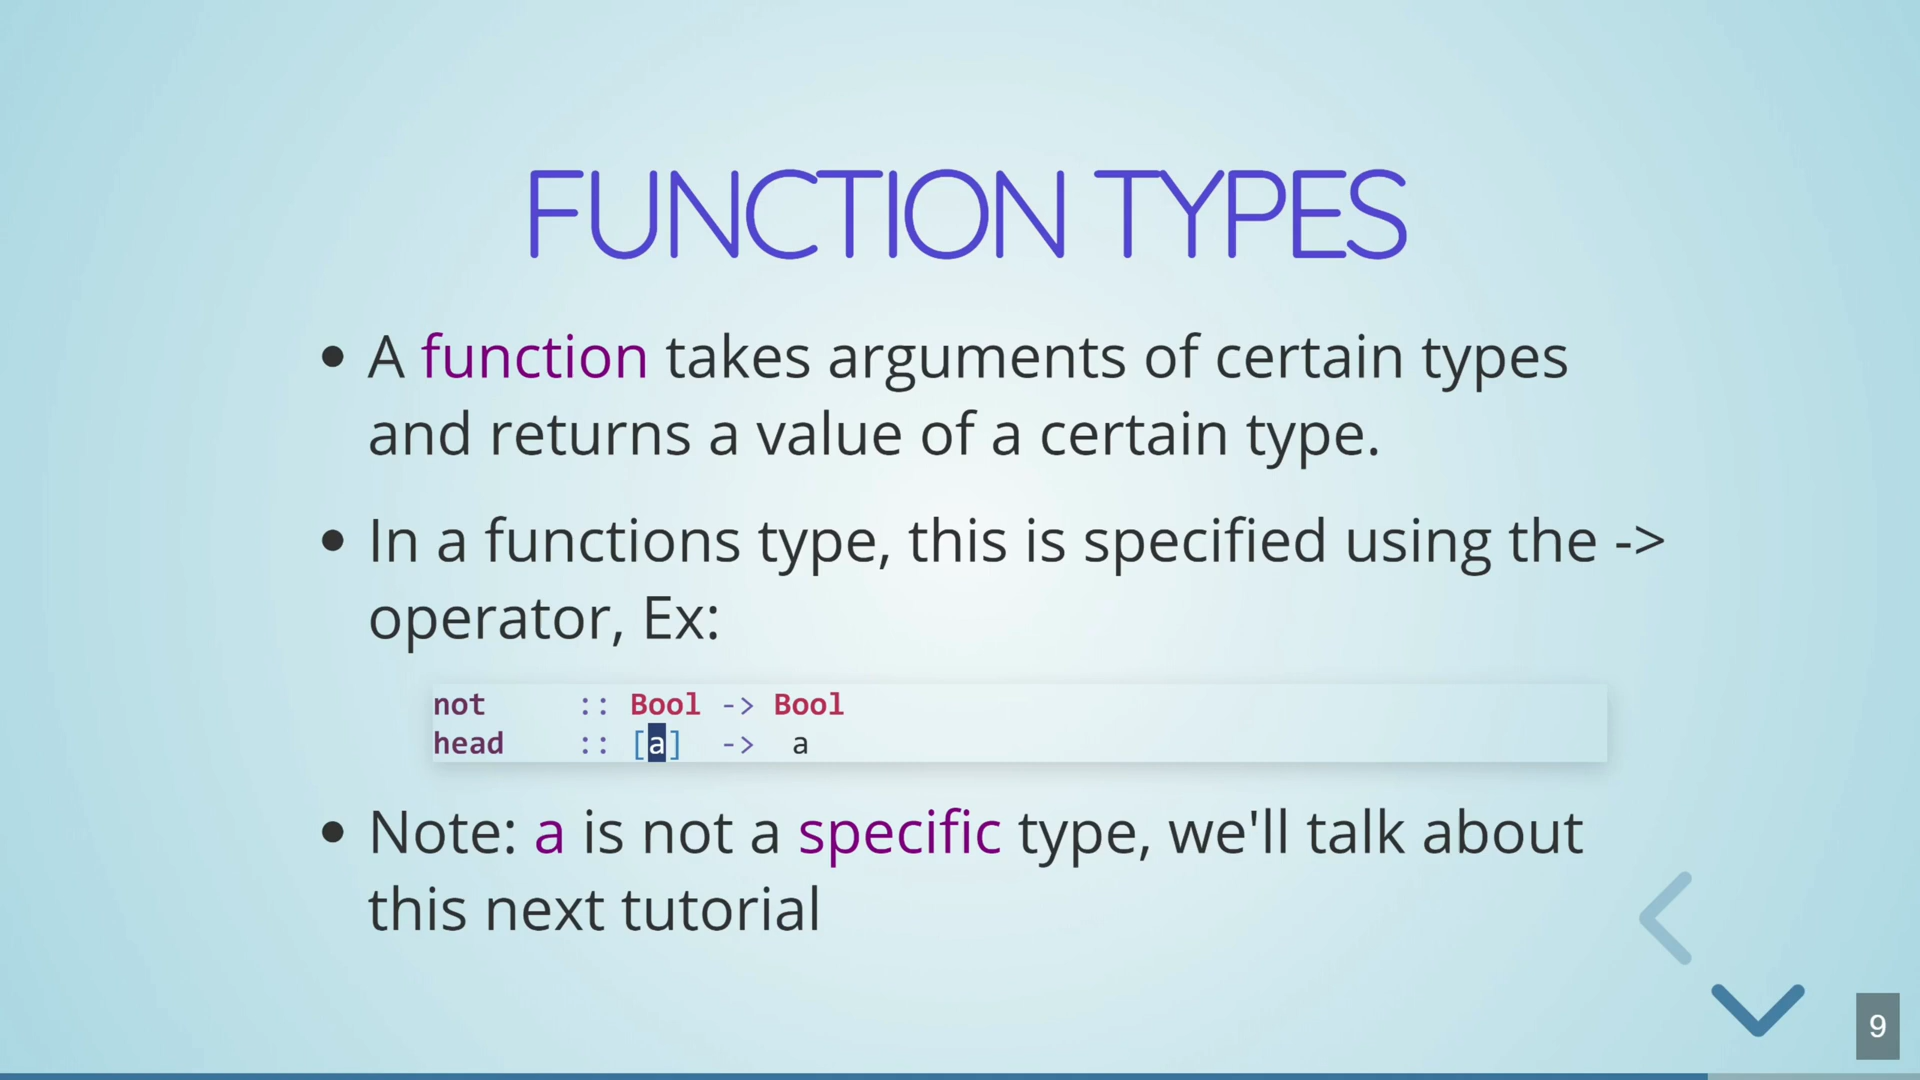 FUNCTION TYPES
• A function takes arguments of certain types
and returns a value of a certain type.
• In a functions type, this is specified using the ->
operator, Ex:
not     :: Bool -> Bool
head    :: [a]  ->  a
• Note: a is not a specific type, we'll talk about
this next tutorial
9